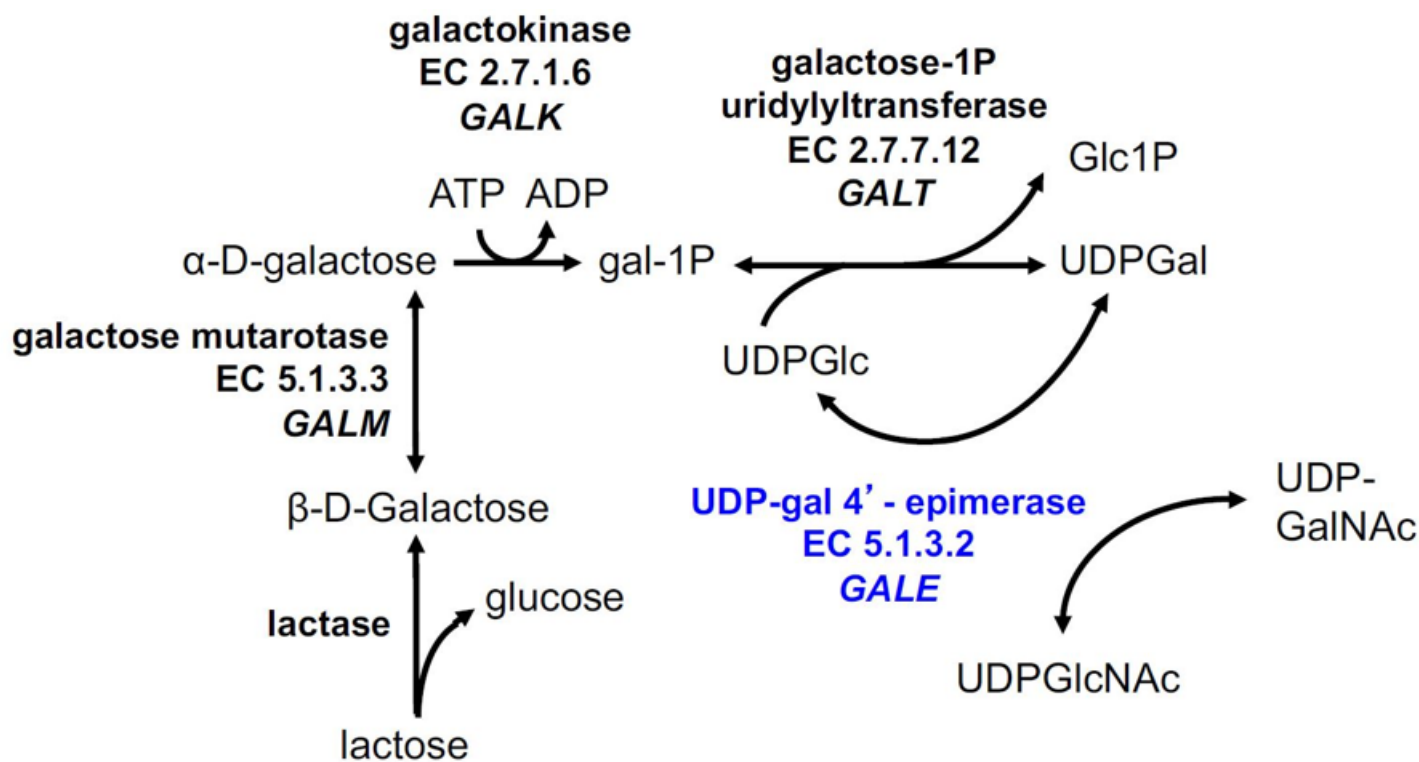 galactokinase
EC 2.7.1.6
GALK
galactose-1P
uridylyltransferase
EC 2.7.7.12
GALT
Glc1P
ATP ADP
α-D-galactose
gal-1P
UDPGal
galactose mutarotase
EC 5.1.3.3
GALM
UDPGlc
β-D-Galactose
UDP-gal 4' - epimerase
EC 5.1.3.2
GALE
UDP-
GalNAc
glucose
lactase
UDPGlcNAc
lactose